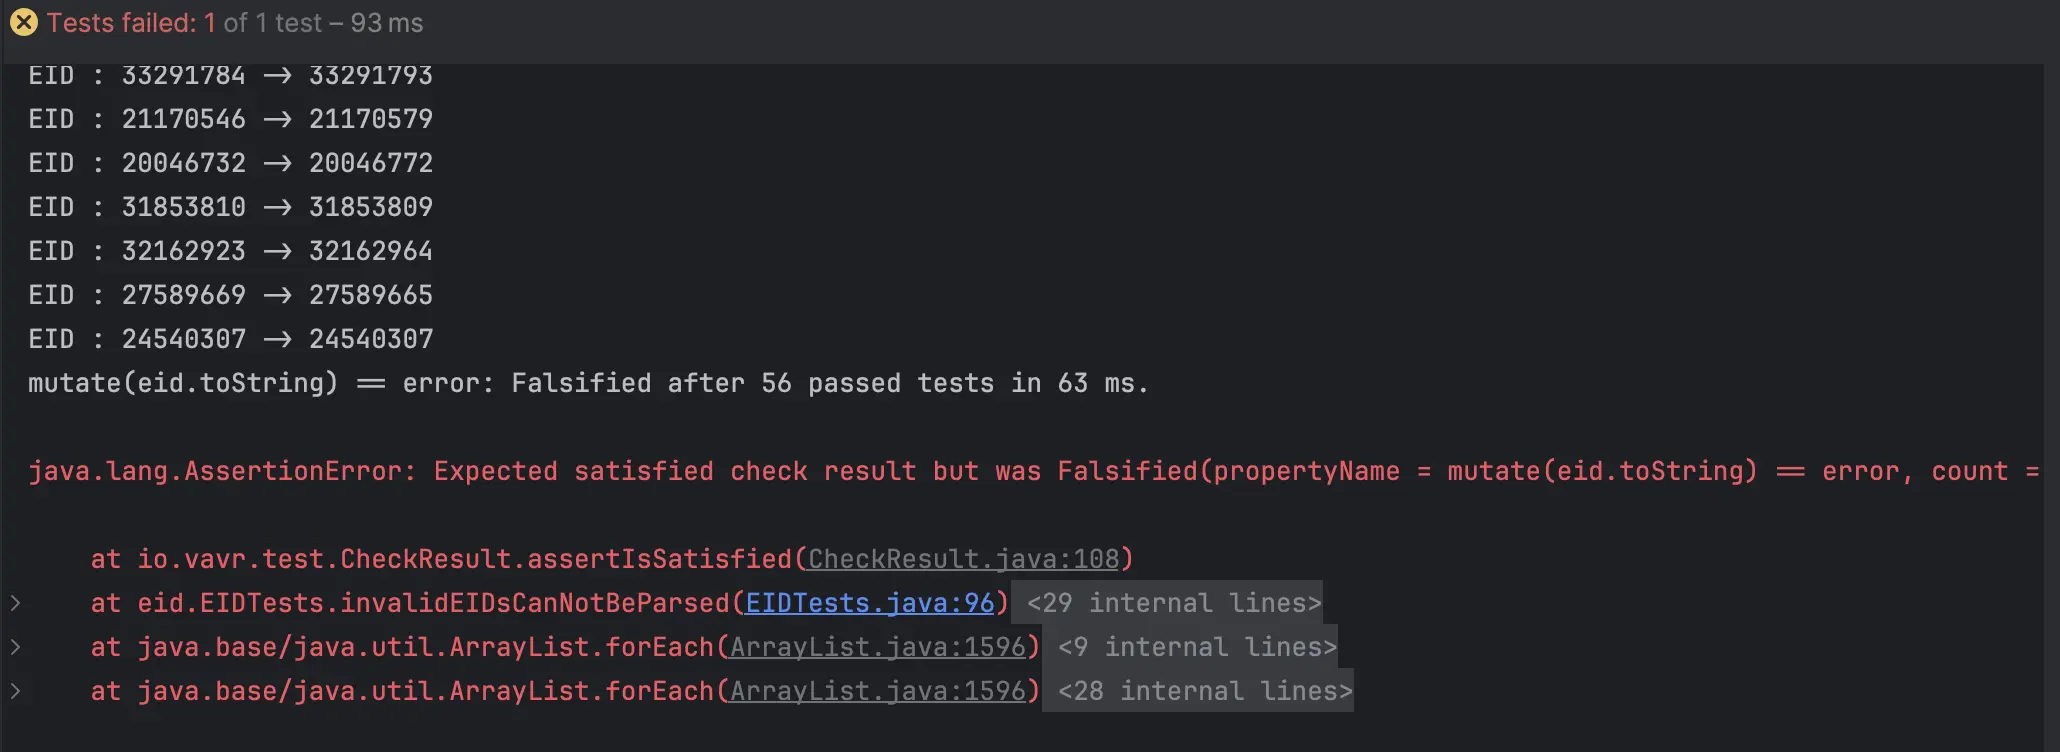 Tests failed: 1 of 1 test – 93 ms
EID : 33291784 → 33291793
EID : 21170546 → 21170579
EID : 20046732 → 20046772
EID : 31853810 → 31853809
EID : 32162923 → 32162964
EID : 27589669 → 27589665
EID : 24540307 → 24540307
mutate(eid.toString) == error: Falsified after 56 passed tests in 63 ms.
java.lang.AssertionError: Expected satisfied check result but was Falsified(propertyName = mutate(eid.toString) == error, count =
at io.vavr.test.CheckResult.assertIsSatisfied(CheckResult.java:108)
at eid.EIDTests.invalidEIDsCanNotBeParsed(EIDTests.java:96) <29 internal lines>
at java.base/java.util.ArrayList.forEach(ArrayList.java:1596) <9 internal lines>
at java.base/java.util.ArrayList.forEach(ArrayList.java:1596) <28 internal lines>